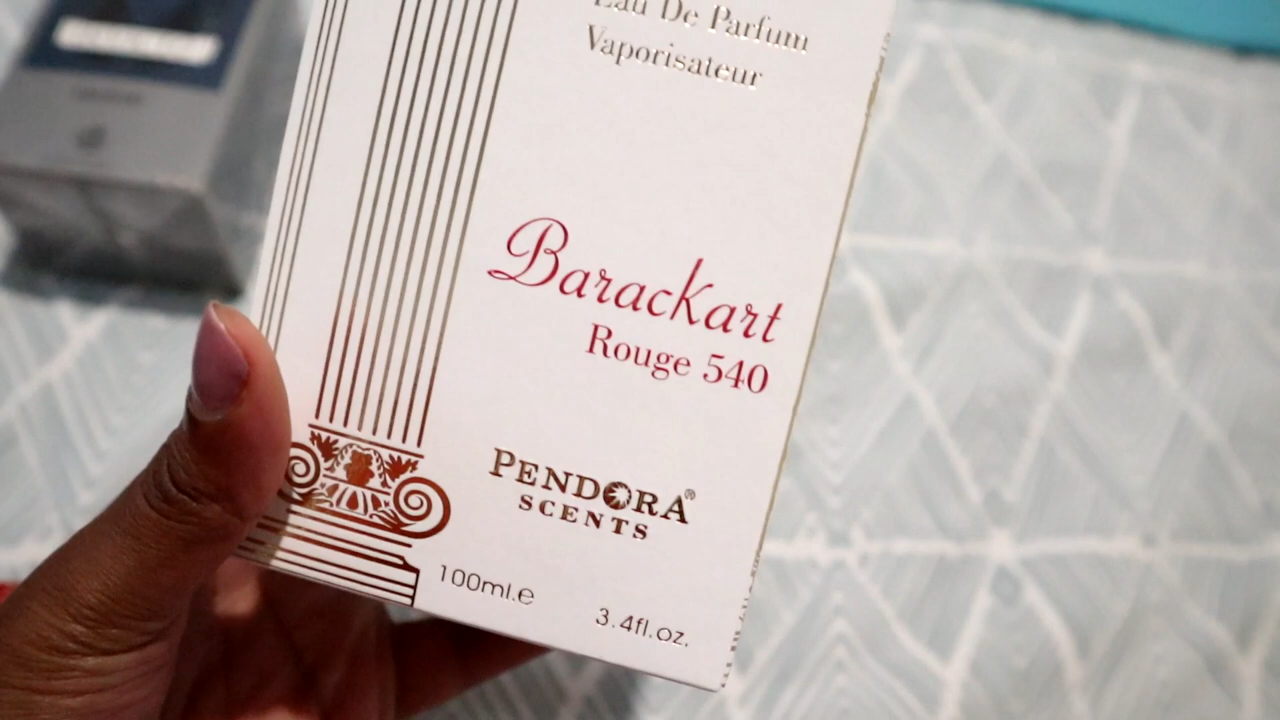 Eau De Parfum
Vaporisateur
Barackart
Rouge 540
PENDORA®
SCENTS
100ml.e
3.4fl.oz.